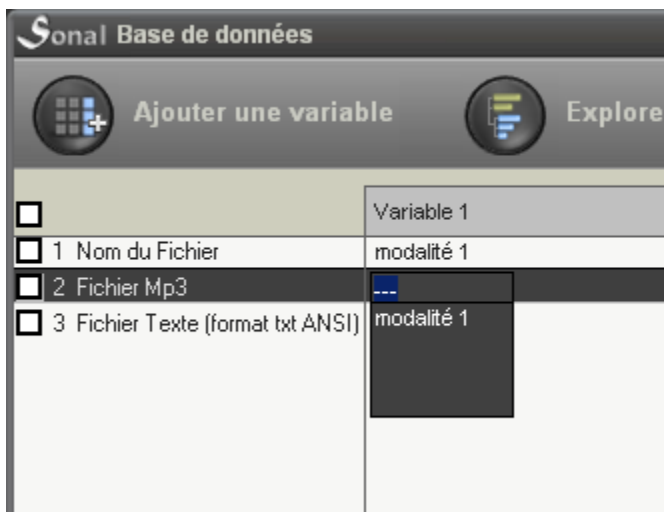 Sonal Base de données
Ajouter une variable Explore
Variable 1
1 Nom du Fichier modalité 1
2 Fichier Mp3 ---
3 Fichier Texte (format txt ANSI) modalité 1